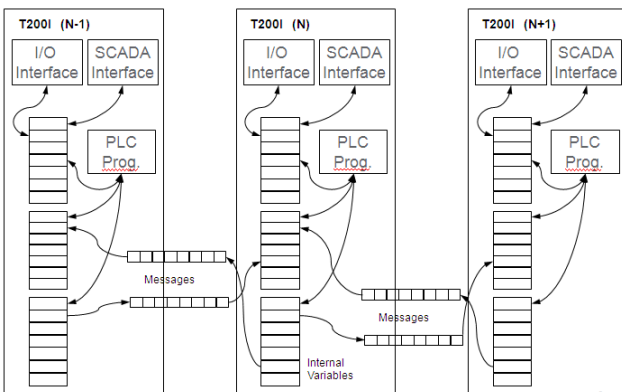 T200I (N-1)
I/O
Interface
SCADA
Interface
PLC
Prog.
T200I (N)
I/O
Interface
SCADA
Interface
PLC
Prog.
T200I (N+1)
I/O
Interface
SCADA
Interface
PLC
Prog.
Messages
Messages
Internal
Variables